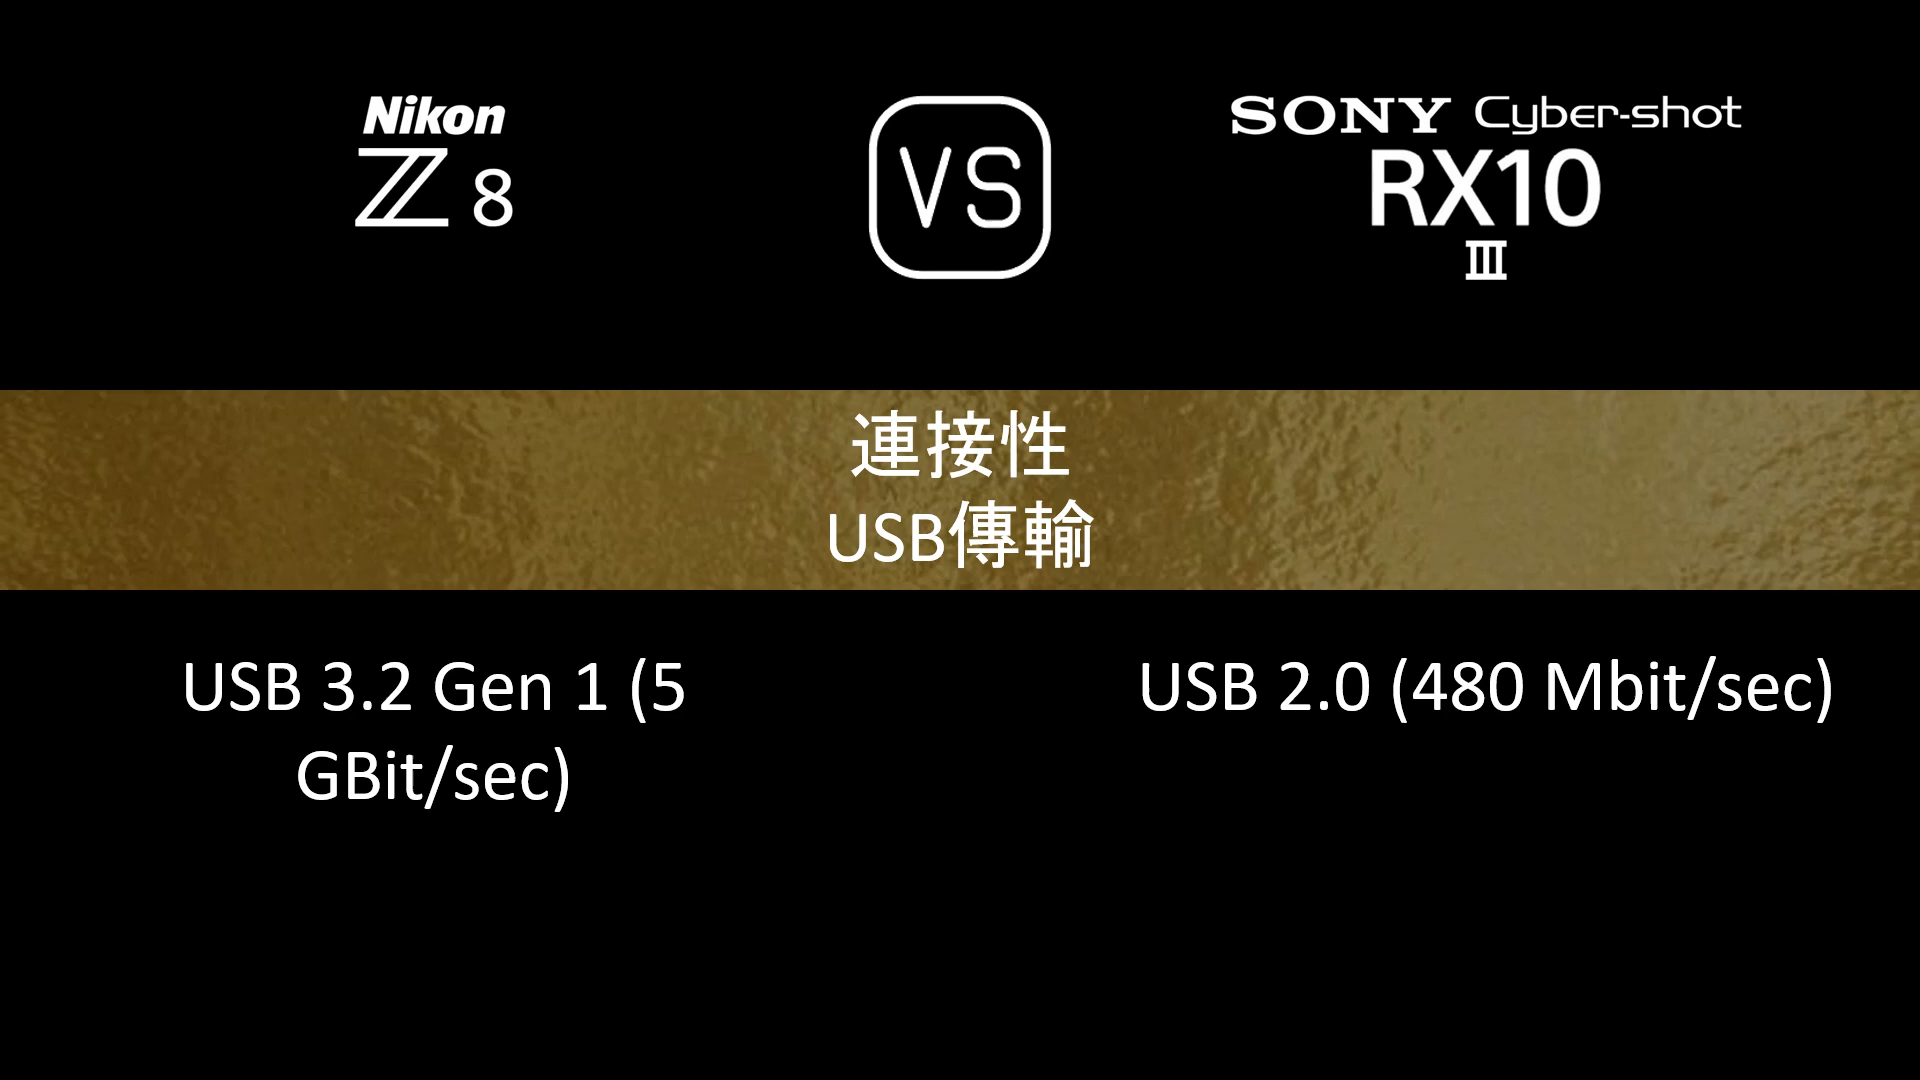 Nikon
Z 8
VS
SONY Cyber-shot
RX10
III
連接性
USB傳輸
USB 3.2 Gen 1 (5
GBit/sec)
USB 2.0 (480 Mbit/sec)